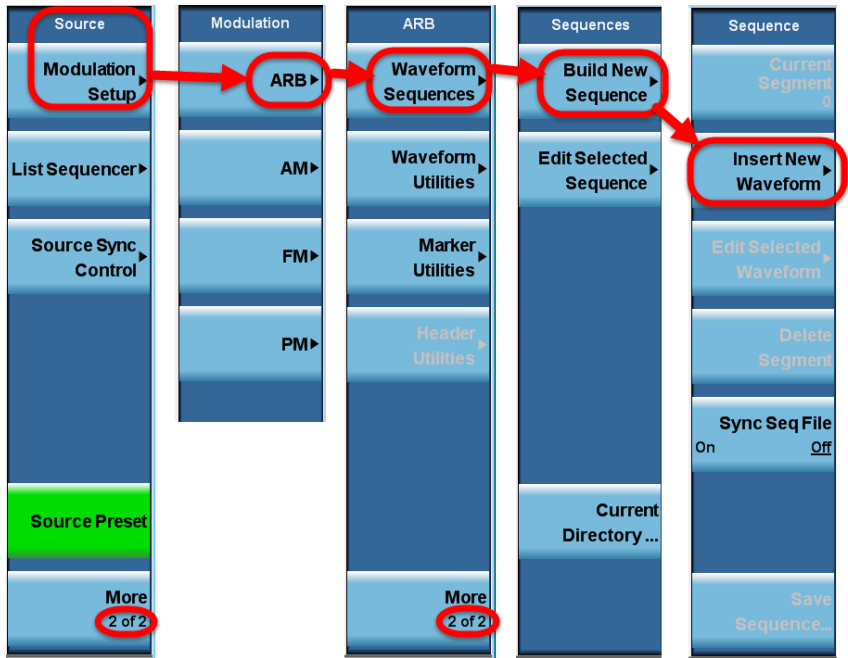 Source
Modulation
Setup
List Sequencer
Source Sync
Control
Source Preset
More
2 of 2
Modulation
ARB
AM
FM
PM
ARB
Waveform
Sequences
Waveform
Utilities
Marker
Utilities
Header
Utilities
More
2 of 2
Sequences
Build New
Sequence
Edit Selected
Sequence
Current
Directory ...
Sequence
Current
Segment
0
Insert New
Waveform
Edit Selected
Waveform
Delete
Segment
Sync Seq File
On Off
Save
Sequence...